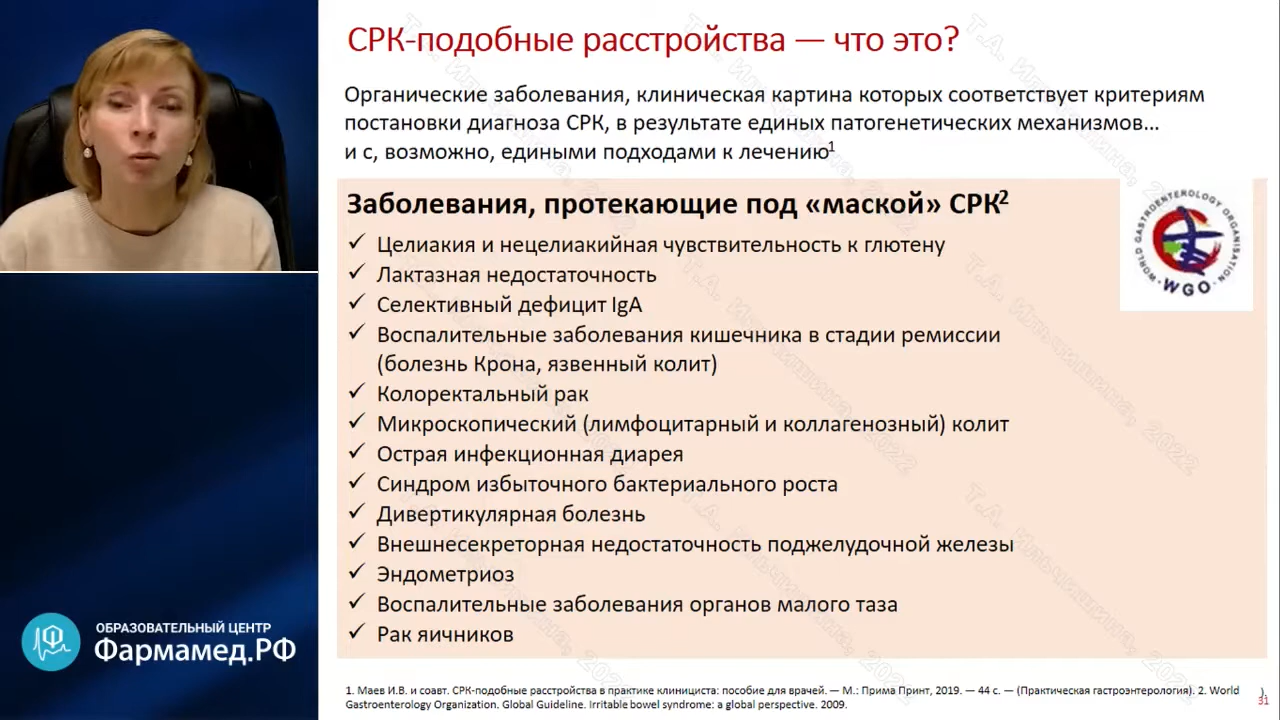 СРК-подобные расстройства — что это?
Органические заболевания, клиническая картина которых соответствует критериям
постановки диагноза СРК, в результате единых патогенетических механизмов...
и с, возможно, едиными подходами к лечению1
Заболевания, протекающие под «маской» СРК2
WORLD GASTROENTEROLOGY ORGANISATION
WGO
✓ Целиакия и нецелиакийная чувствительность к глютену
✓ Лактазная недостаточность
✓ Селективный дефицит IgA
✓ Воспалительные заболевания кишечника в стадии ремиссии
(болезнь Крона, язвенный колит)
✓ Колоректальный рак
✓ Микроскопический (лимфоцитарный и коллагенозный) колит
✓ Острая инфекционная диарея
✓ Синдром избыточного бактериального роста
✓ Дивертикулярная болезнь
✓ Внешнесекреторная недостаточность поджелудочной железы
✓ Эндометриоз
✓ Воспалительные заболевания органов малого таза
✓ Рак яичников
ОБРАЗОВАТЕЛЬНЫЙ ЦЕНТР
Фармамед.РФ
1. Маев И.В. и соавт. СРК-подобные расстройства в практике клинициста: пособие для врачей. — М.: Прима Принт, 2019. — 44 с. — (Практическая гастроэнтерология). 2. World
Gastroenterology Organization. Global Guideline. Irritable bowel syndrome: a global perspective. 2009.
31